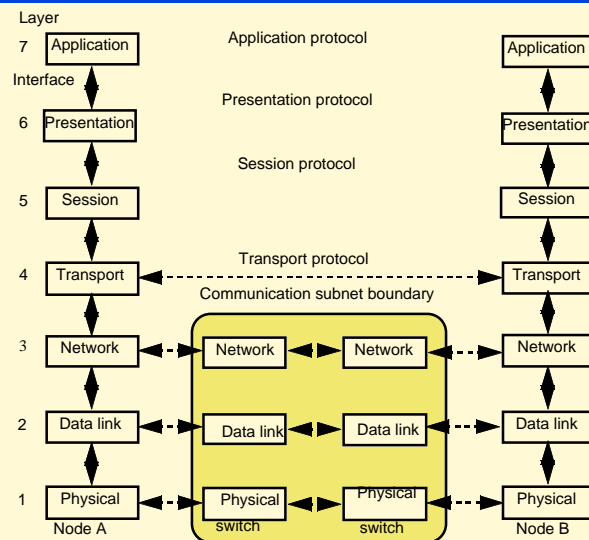 Layer
7 Application Application protocol Application
Interface
6 Presentation Presentation protocol Presentation
Session protocol
5 Session Session
4 Transport Transport protocol Transport
Communication subnet boundary
3 Network Network Network Network
2 Data link Data link Data link Data link
1 Physical Physical Physical Physical
Node A switch switch Node B